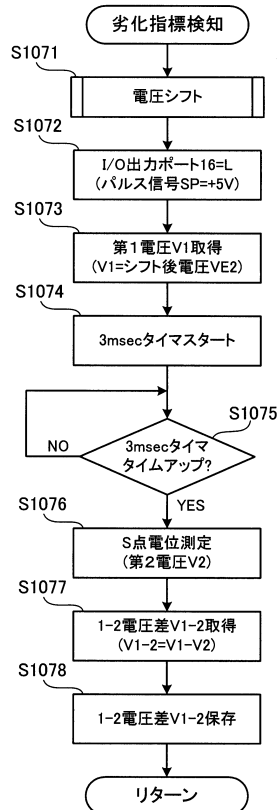 劣化指標検知
S1071
電圧シフト
S1072
I/O出力ポート16=L
(パルス信号SP=+5V)
S1073
第1電圧V1取得
(V1=シフト後電圧VE2)
S1074
3msecタイマスタート
S1075
3msecタイマ
タイムアップ?
NO
YES
S1076
S点電位測定
(第2電圧V2)
S1077
1-2電圧差V1-2取得
(V1-2=V1-V2)
S1078
1-2電圧差V1-2保存
リターン